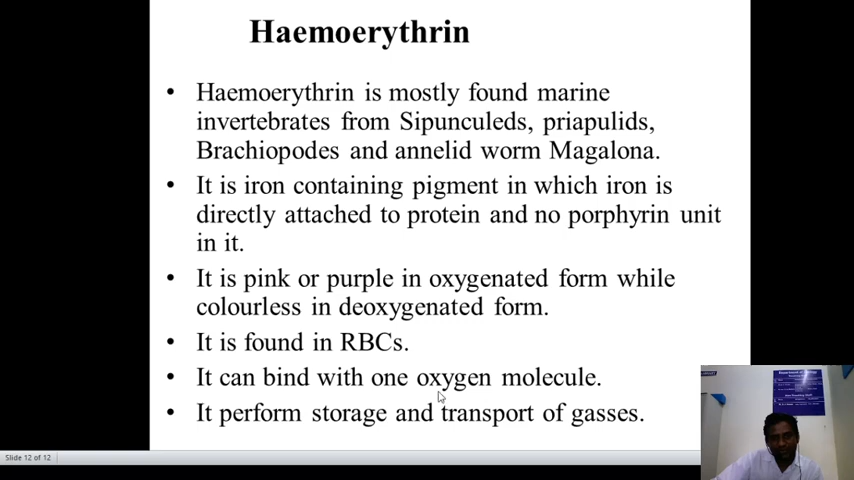 Haemoerythrin
• Haemoerythrin is mostly found marine
invertebrates from Sipunculeds, priapulids,
Brachiopodes and annelid worm Magalona.
• It is iron containing pigment in which iron is
directly attached to protein and no porphyrin unit
in it.
• It is pink or purple in oxygenated form while
colourless in deoxygenated form.
• It is found in RBCs.
• It can bind with one oxygen molecule.
• It perform storage and transport of gasses.
Slide 12 of 12